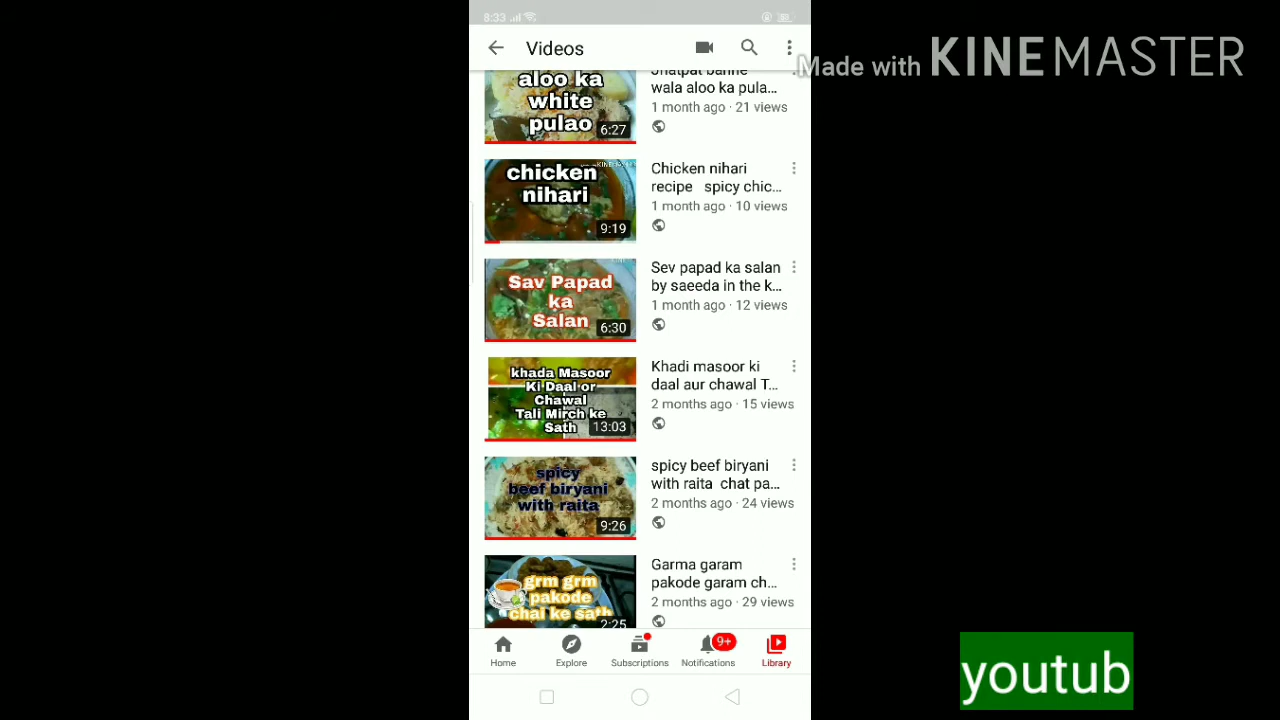 8:33
Videos
Made with KINEMASTER
aloo ka
white
pulao
6:27
Jhatpat banne
wala aloo ka pula...
1 month ago · 21 views
chicken
nihari
9:19
Chicken nihari
recipe spicy chic...
1 month ago · 10 views
Sav Papad
ka
Salan
6:30
Sev papad ka salan
by saeeda in the k...
1 month ago · 12 views
khada Masoor
Ki Daal or
Chawal
Tali Mirch ke
Sath
13:03
Khadi masoor ki
daal aur chawal T...
2 months ago · 15 views
spicy
beef biryani
with raita
9:26
spicy beef biryani
with raita chat pa...
2 months ago · 24 views
grm grm
pakode
chai ke sath
2:25
Garma garam
pakode garam ch...
2 months ago · 29 views
9+
Home
Explore
Subscriptions
Notifications
Library
youtub